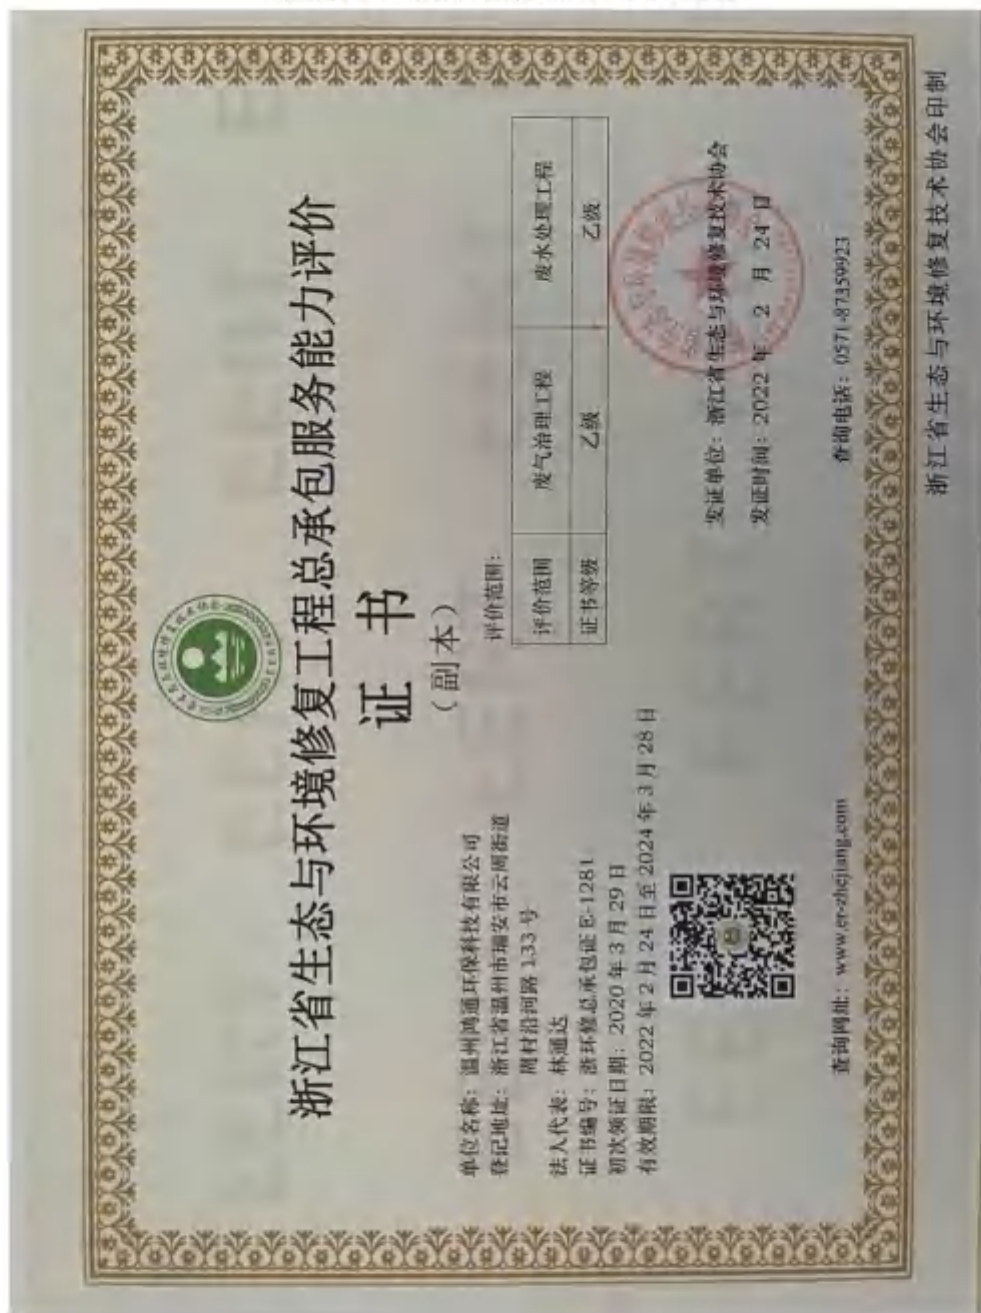 浙江省生态与环境修复工程总承包服务能力评价
证书
（副本）
单位名称：温州鸿通环保科技有限公司
登记地址：浙江省温州市瑞安市云周街道
周村沿河路 133 号
法人代表：林通达
证书编号：浙环修总承包证 E-1281
初次领证日期：2020 年 3 月 29 日
有效期限：2022 年 2 月 24 日至 2024 年 3 月 28 日
评价范围：
评价范围 废气治理工程 废水处理工程
证书等级 乙级 乙级
发证单位：浙江省生态与环境修复技术协会
发证时间：2022 年 2 月 24 日
查询网址：www.er-zhejiang.com
查询电话：0571-87359923
浙江省生态与环境修复技术协会印制